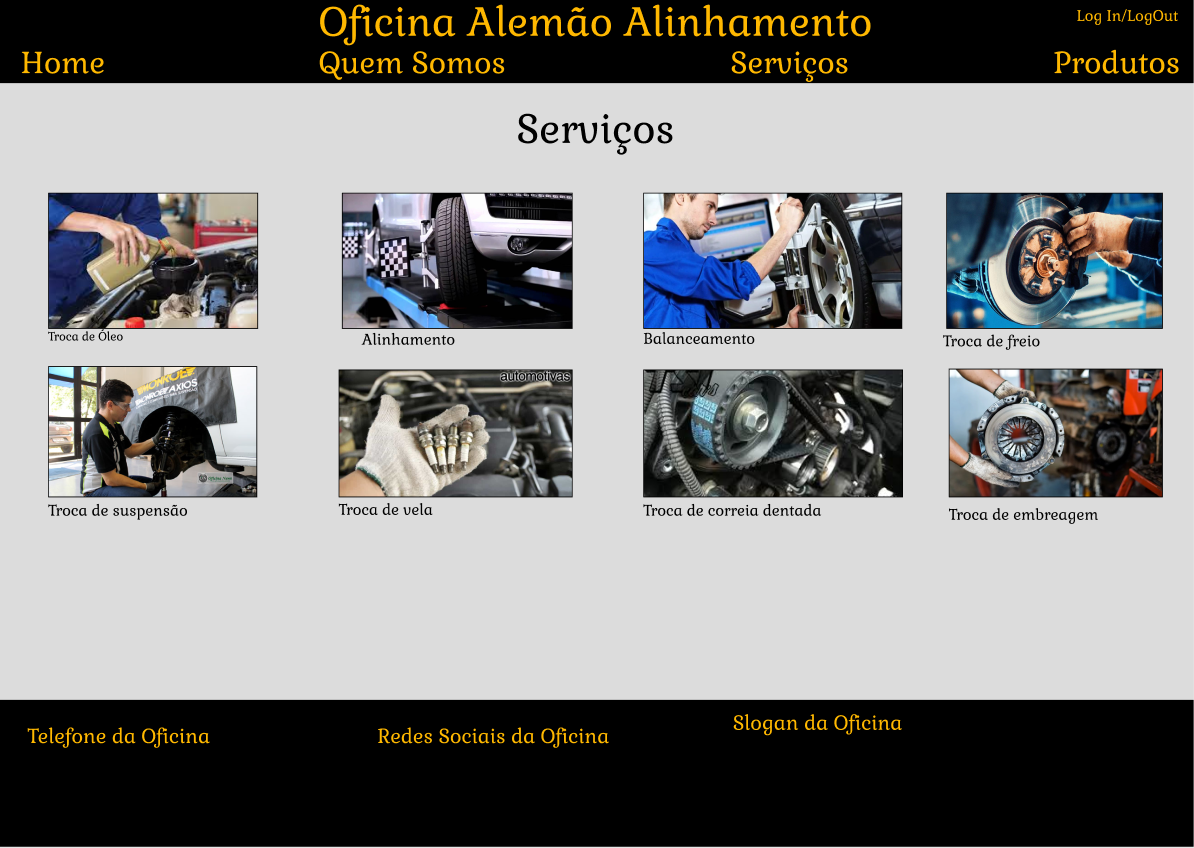 Oficina Alemão Alinhamento
Log In/LogOut
Home
Quem Somos
Serviços
Produtos
Serviços
Troca de Óleo
Alinhamento
Balanceamento
Troca de freio
MONROE AXIOS
automotivas
Troca de suspensão
Troca de vela
Troca de correia dentada
Troca de embreagem
Telefone da Oficina
Redes Sociais da Oficina
Slogan da Oficina